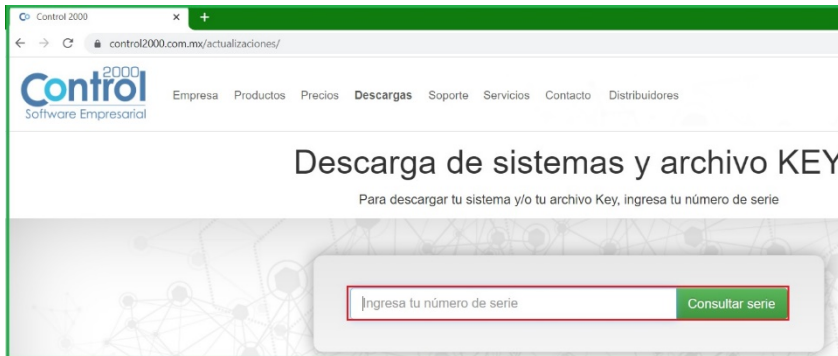 Control 2000
control2000.com.mx/actualizaciones/
Control 2000
Software Empresarial
Empresa Productos Precios Descargas Soporte Servicios Contacto Distribuidores
Descarga de sistemas y archivo KEY
Para descargar tu sistema y/o tu archivo Key, ingresa tu número de serie
Ingresa tu número de serie Consultar serie